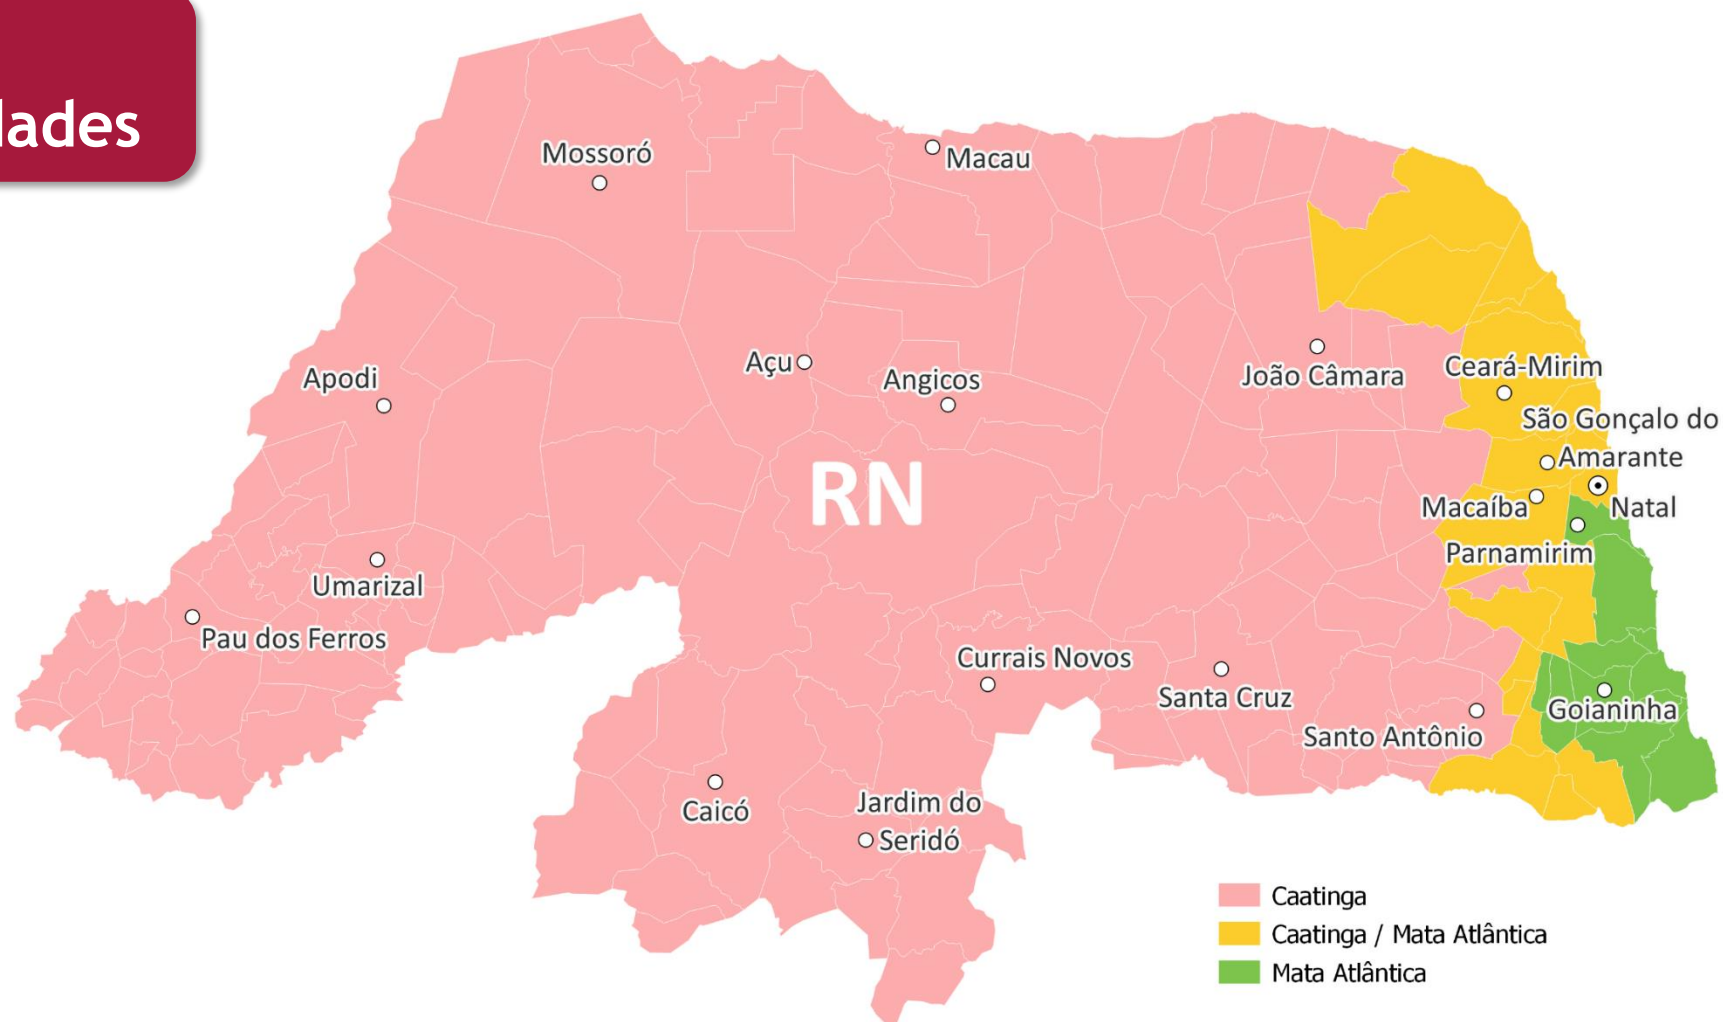 Mossoró
Macau
Apodi
Açu
Angicos
João Câmara
Ceará-Mirim
São Gonçalo do
Amarante
RN
Macaíba
Natal
Parnamirim
Umarizal
Pau dos Ferros
Currais Novos
Santa Cruz
Goianinha
Santo Antônio
Caicó
Jardim do
Seridó
Caatinga
Caatinga / Mata Atlântica
Mata Atlântica